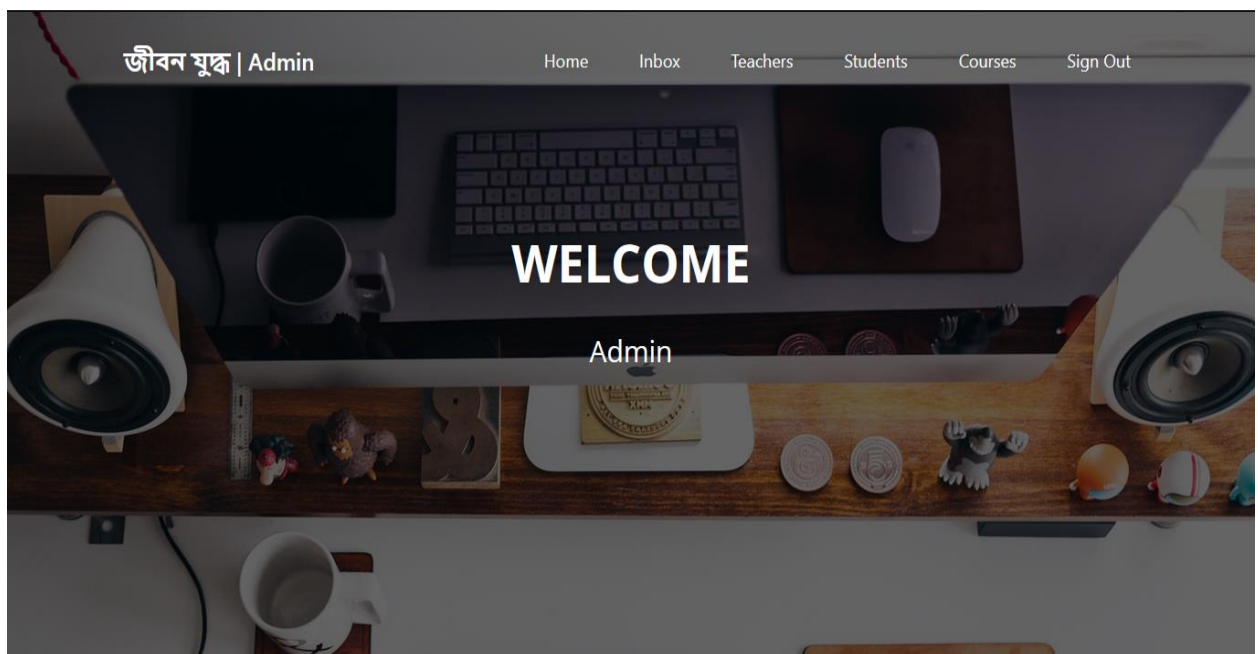 জীবন যুদ্ধ | Admin
Home Inbox Teachers Students Courses Sign Out
WELCOME
Admin